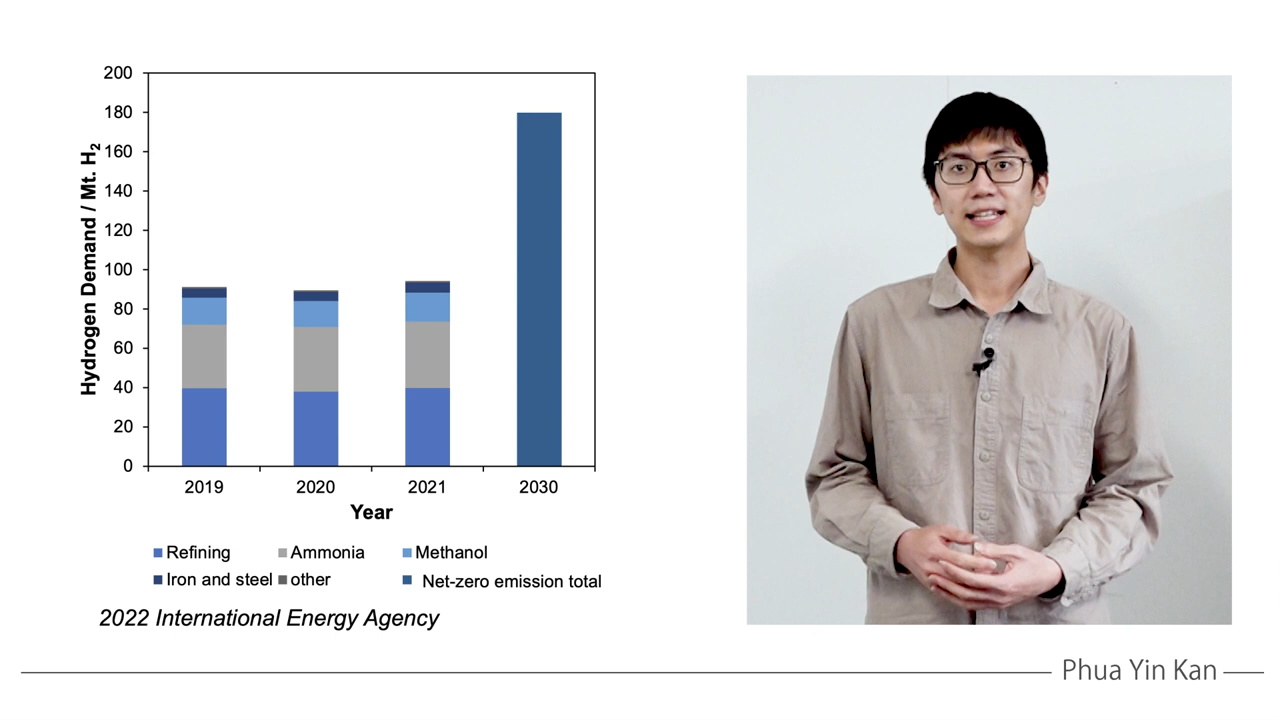 200
180
160
140
120
100
80
60
40
20
0
Hydrogen Demand / Mt. H₂
2019 2020 2021 2030
Year
Refining Ammonia Methanol
Iron and steel other Net-zero emission total
2022 International Energy Agency
Phua Yin Kan